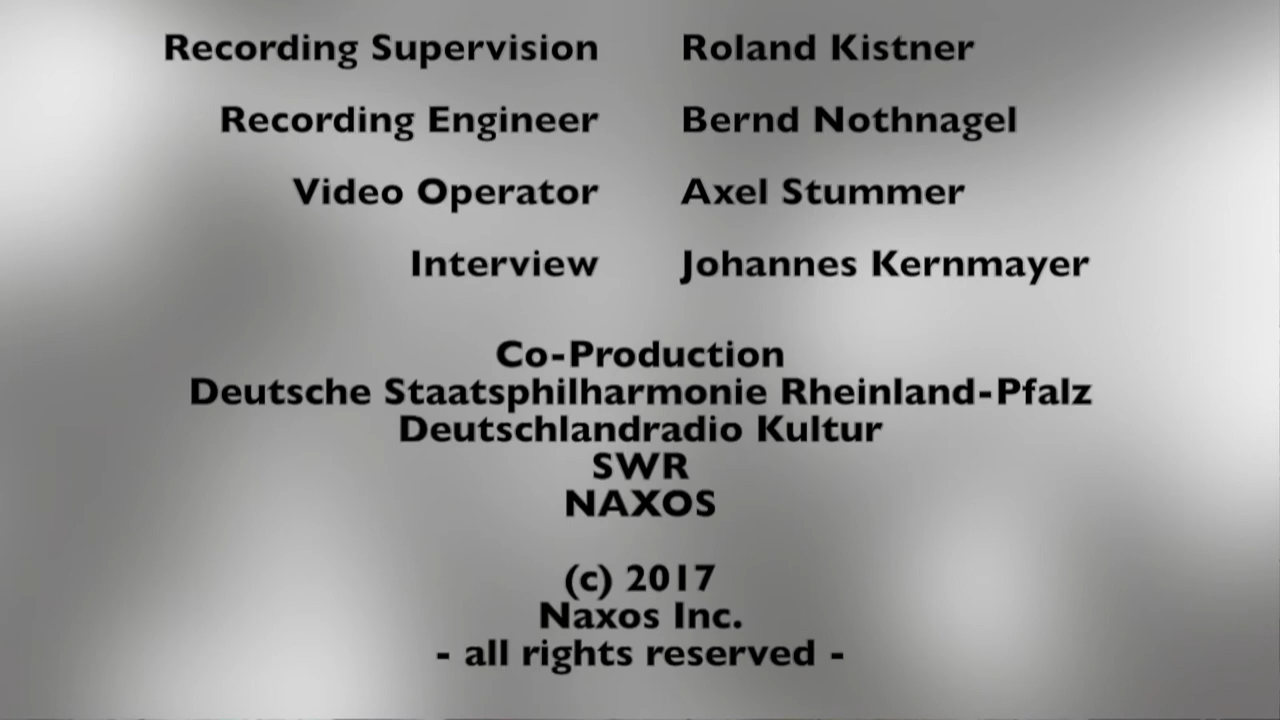 Recording Supervision Roland Kistner
Recording Engineer Bernd Nothnagel
Video Operator Axel Stummer
Interview Johannes Kernmayer
Co-Production
Deutsche Staatsphilharmonie Rheinland-Pfalz
Deutschlandradio Kultur
SWR
NAXOS
(c) 2017
Naxos Inc.
- all rights reserved -